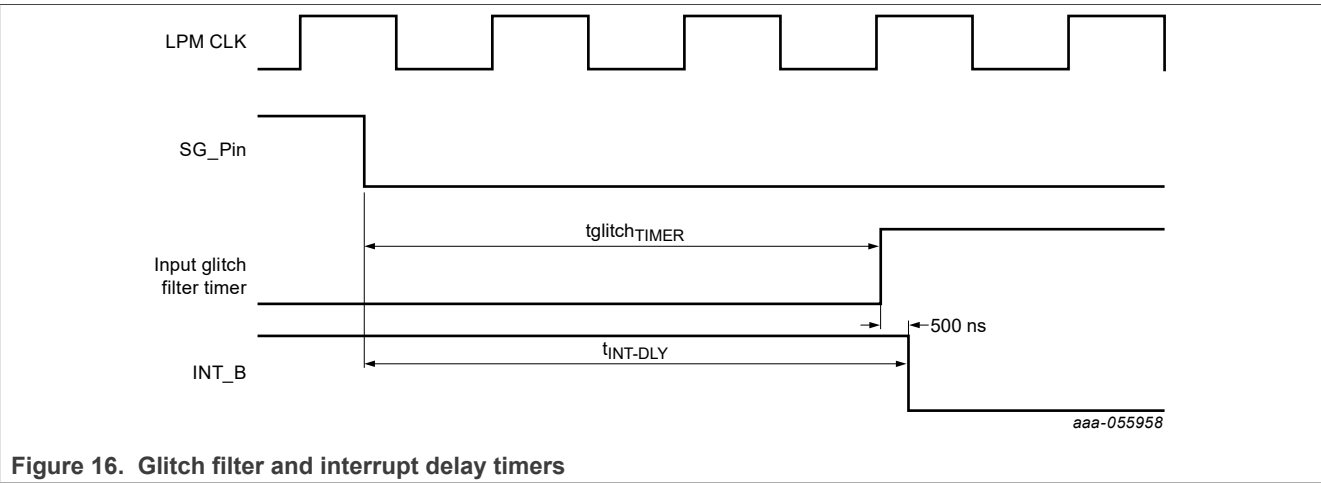 LPM CLK
SG_Pin
tglitchTIMER
Input glitch
filter timer
500 ns
tINT-DLY
INT_B
aaa-055958
Figure 16. Glitch filter and interrupt delay timers